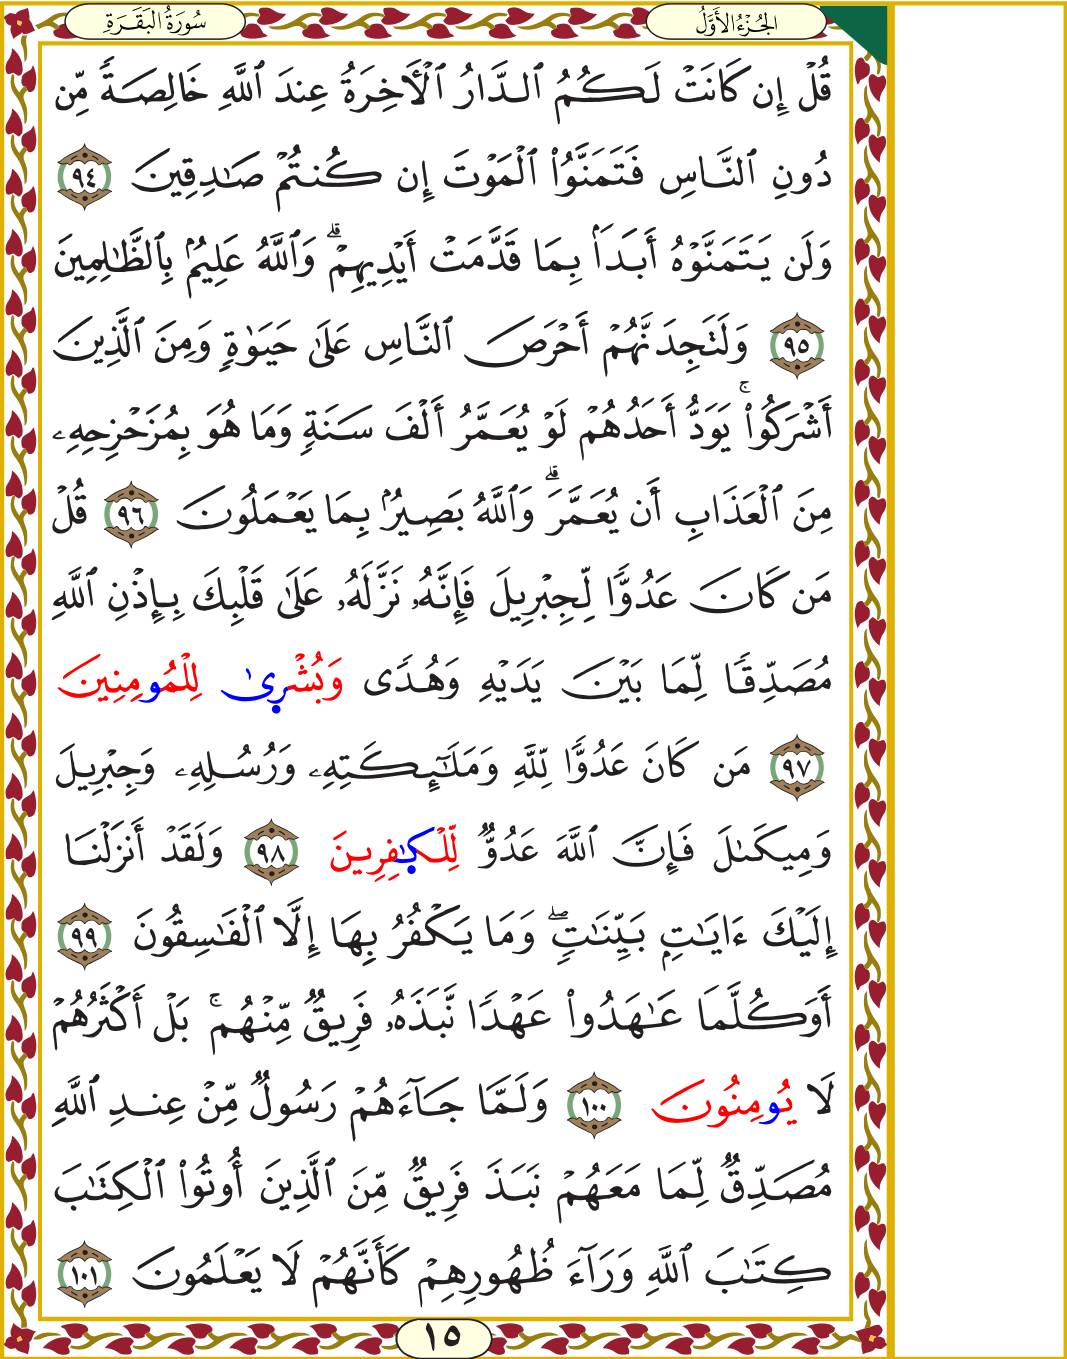 الجُزْءُ الأَوَّلُ
سُورَةُ البَقَرَةِ
قُلۡ إِن كَانَتۡ لَكُمُ ٱلدَّارُ ٱلۡأٓخِرَةُ عِندَ ٱللَّهِ خَالِصَةٗ مِّن
دُونِ ٱلنَّاسِ فَتَمَنَّوُاْ ٱلۡمَوۡتَ إِن كُنتُمۡ صَٰدِقِينَ ٩٤
وَلَن يَتَمَنَّوۡهُ أَبَدَۢا بِمَا قَدَّمَتۡ أَيۡدِيهِمۡۚ وَٱللَّهُ عَلِيمُۢ بِٱلظَّٰلِمِينَ
٩٥ وَلَتَجِدَنَّهُمۡ أَحۡرَصَ ٱلنَّاسِ عَلَىٰ حَيَوٰةٖ وَمِنَ ٱلَّذِينَ
أَشۡرَكُواْۚ يَوَدُّ أَحَدُهُمۡ لَوۡ يُعَمَّرُ أَلۡفَ سَنَةٖ وَمَا هُوَ بِمُزَحۡزِحِهِۦ
مِنَ ٱلۡعَذَابِ أَن يُعَمَّرَۗ وَٱللَّهُ بَصِيرُۢ بِمَا يَعۡمَلُونَ ٩٦ قُلۡ
مَن كَانَ عَدُوّٗا لِّجِبۡرِيلَ فَإِنَّهُۥ نَزَّلَهُۥ عَلَىٰ قَلۡبِكَ بِإِذۡنِ ٱللَّهِ
مُصَدِّقٗا لِّمَا بَيۡنَ يَدَيۡهِ وَهُدٗى وَبُشۡرٜىٰ لِلۡمُومِنِينَ
٩٧ مَن كَانَ عَدُوّٗا لِّلَّهِ وَمَلَٰٓئِكَتِهِۦ وَرُسُلِهِۦ وَجِبۡرِيلَ
وَمِيكَىٰلَ فَإِنَّ ٱللَّهَ عَدُوّٞ لِّلۡكٰٜفِرِينَ ٩٨ وَلَقَدۡ أَنزَلۡنَا
إِلَيۡكَ ءَايَٰتِۭ بَيِّنَٰتٖۖ وَمَا يَكۡفُرُ بِهَا إِلَّا ٱلۡفَٰسِقُونَ ٩٩
أَوَكُلَّمَا عَٰهَدُواْ عَهۡدٗا نَّبَذَهُۥ فَرِيقٞ مِّنۡهُمۚ بَلۡ أَكۡثَرُهُمۡ
لَا يُومِنُونَ ١٠٠ وَلَمَّا جَآءَهُمۡ رَسُولٞ مِّنۡ عِندِ ٱللَّهِ
مُصَدِّقٞ لِّمَا مَعَهُمۡ نَبَذَ فَرِيقٞ مِّنَ ٱلَّذِينَ أُوتُواْ ٱلۡكِتَٰبَ
كِتَٰبَ ٱللَّهِ وَرَآءَ ظُهُورِهِمۡ كَأَنَّهُمۡ لَا يَعۡلَمُونَ ١٠١
١٥